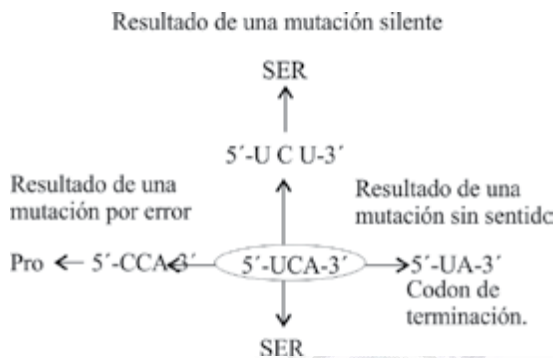 Resultado de una mutación silente
SER
5´-U C U-3´
Resultado de una
mutación por error
Resultado de una
mutación sin sentido
Pro
5´-CCA-3´
5´-UCA-3´
5´-UA-3´
Codon de
terminación.
SER